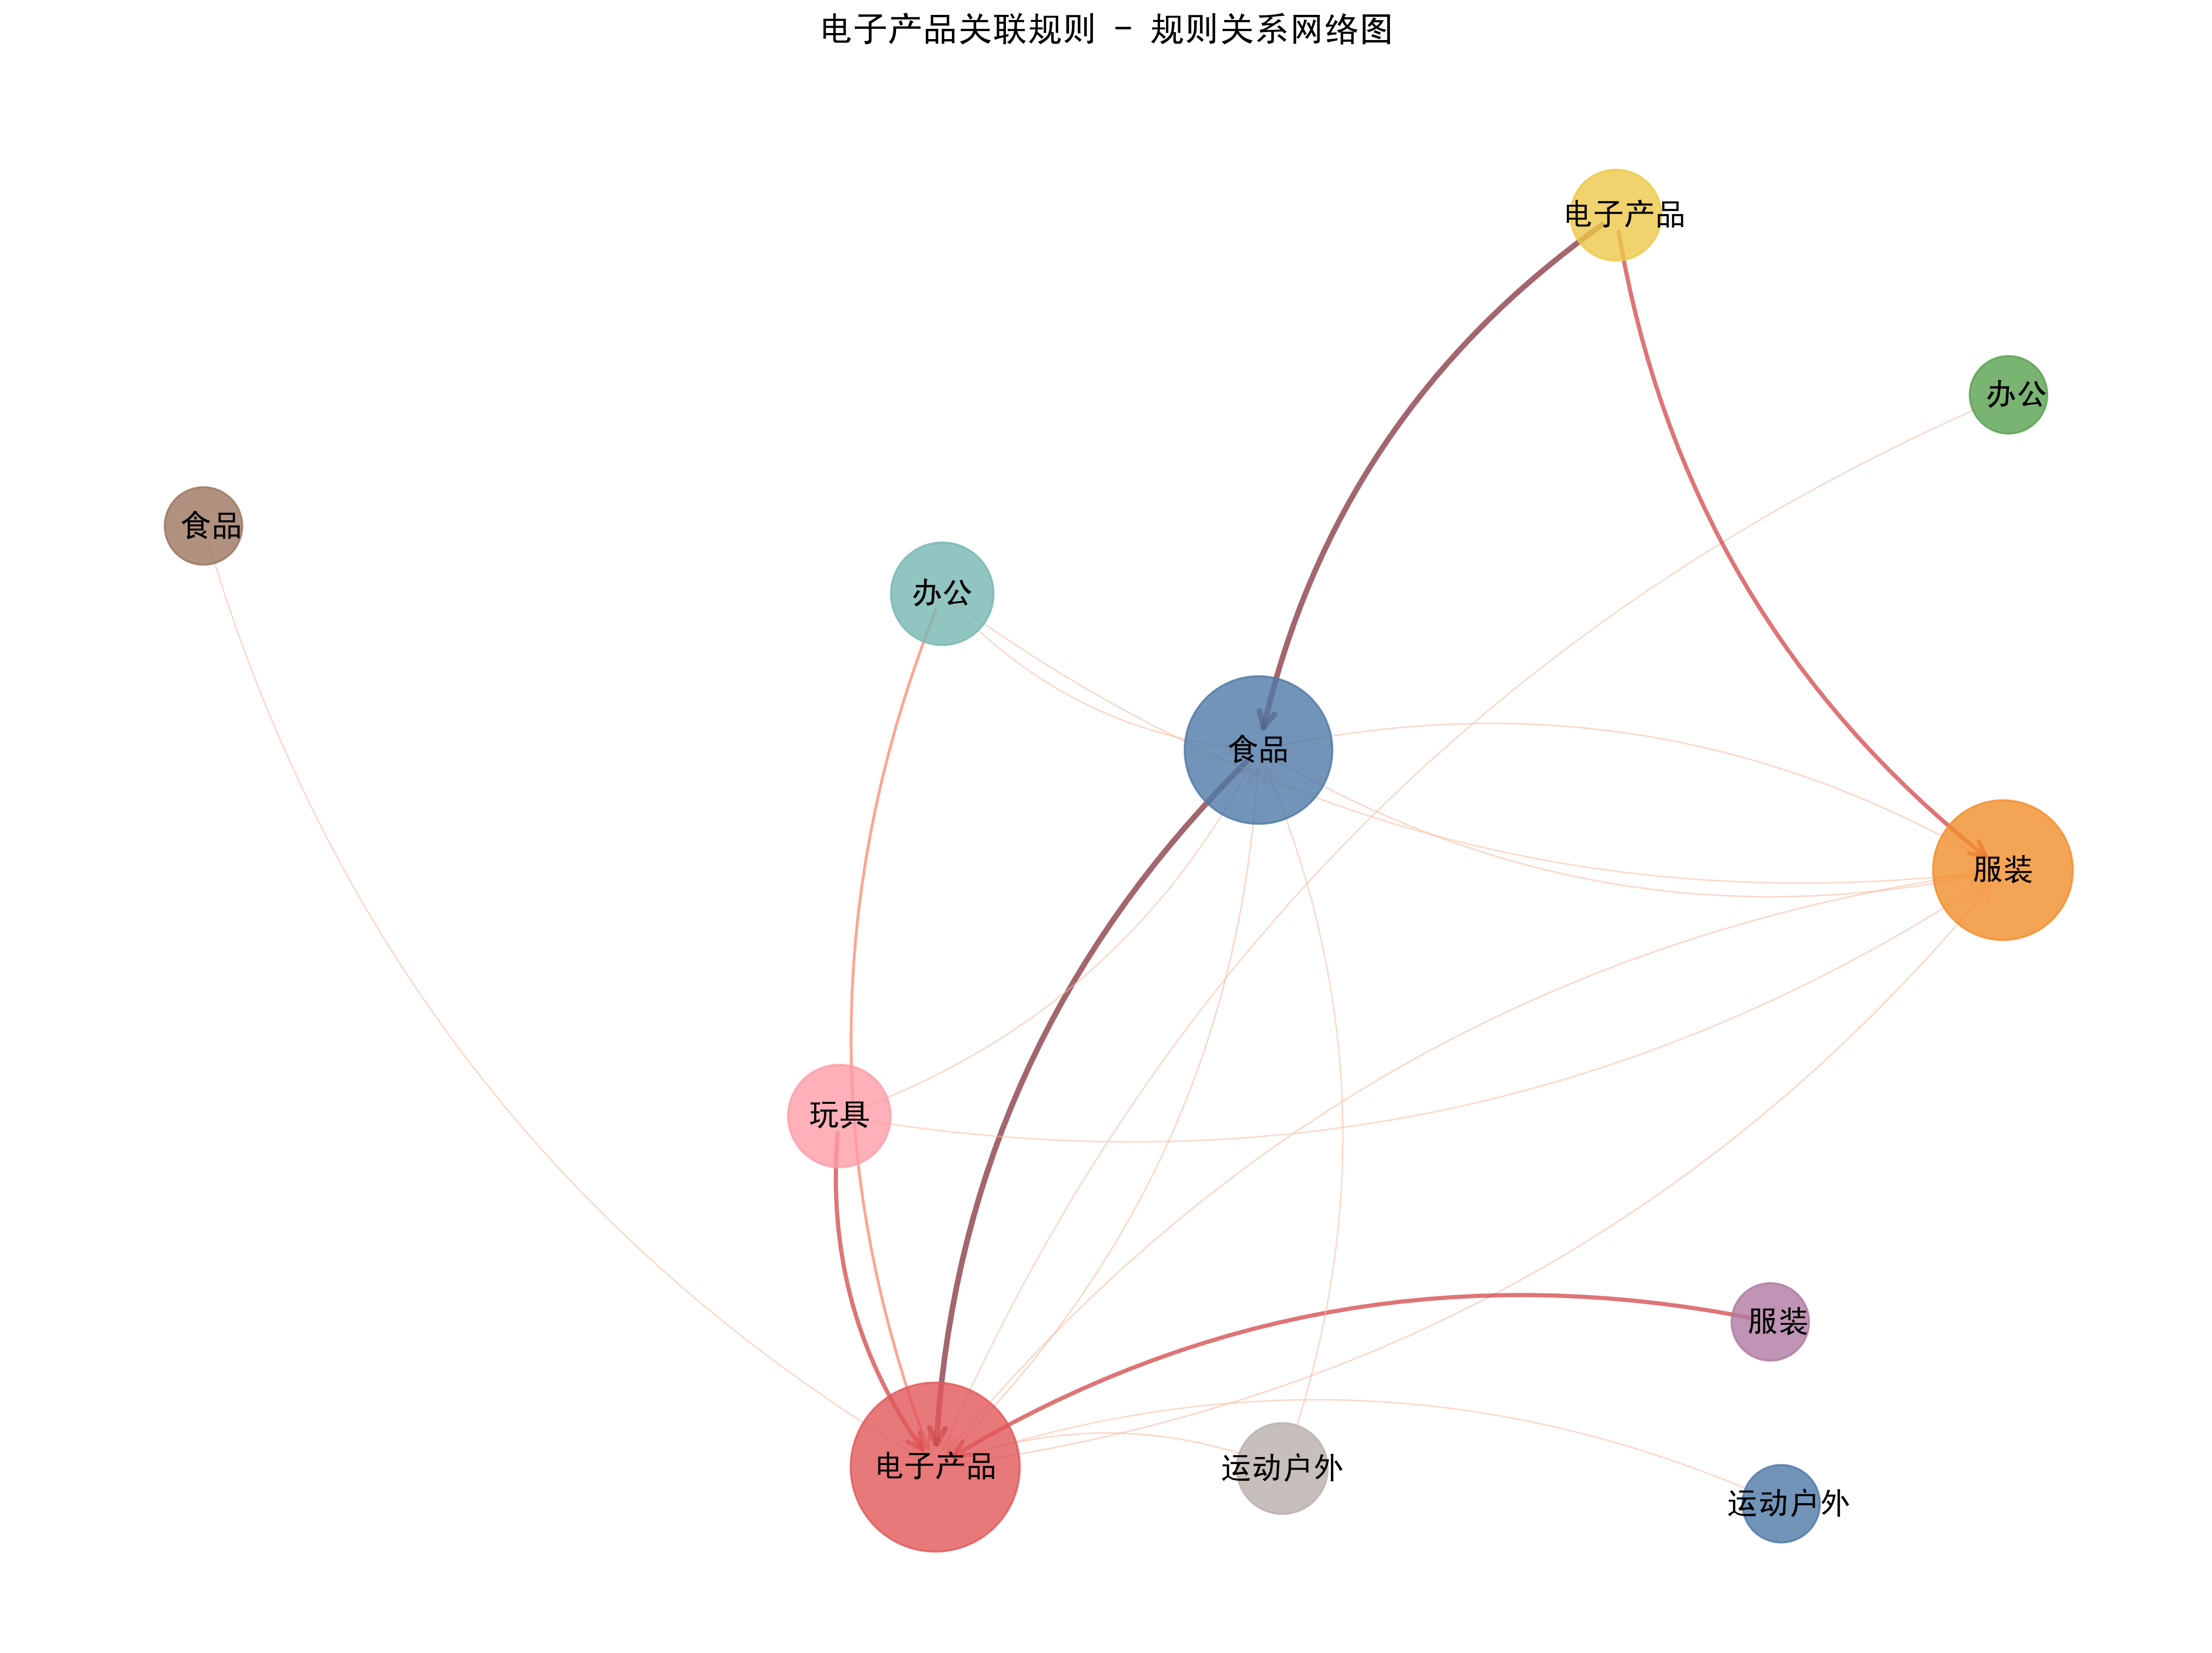 电子产品关联规则 - 规则关系网络图
电子产品
办公
食品
办公
食品
服装
玩具
服装
电子产品
运动户外
运动户外